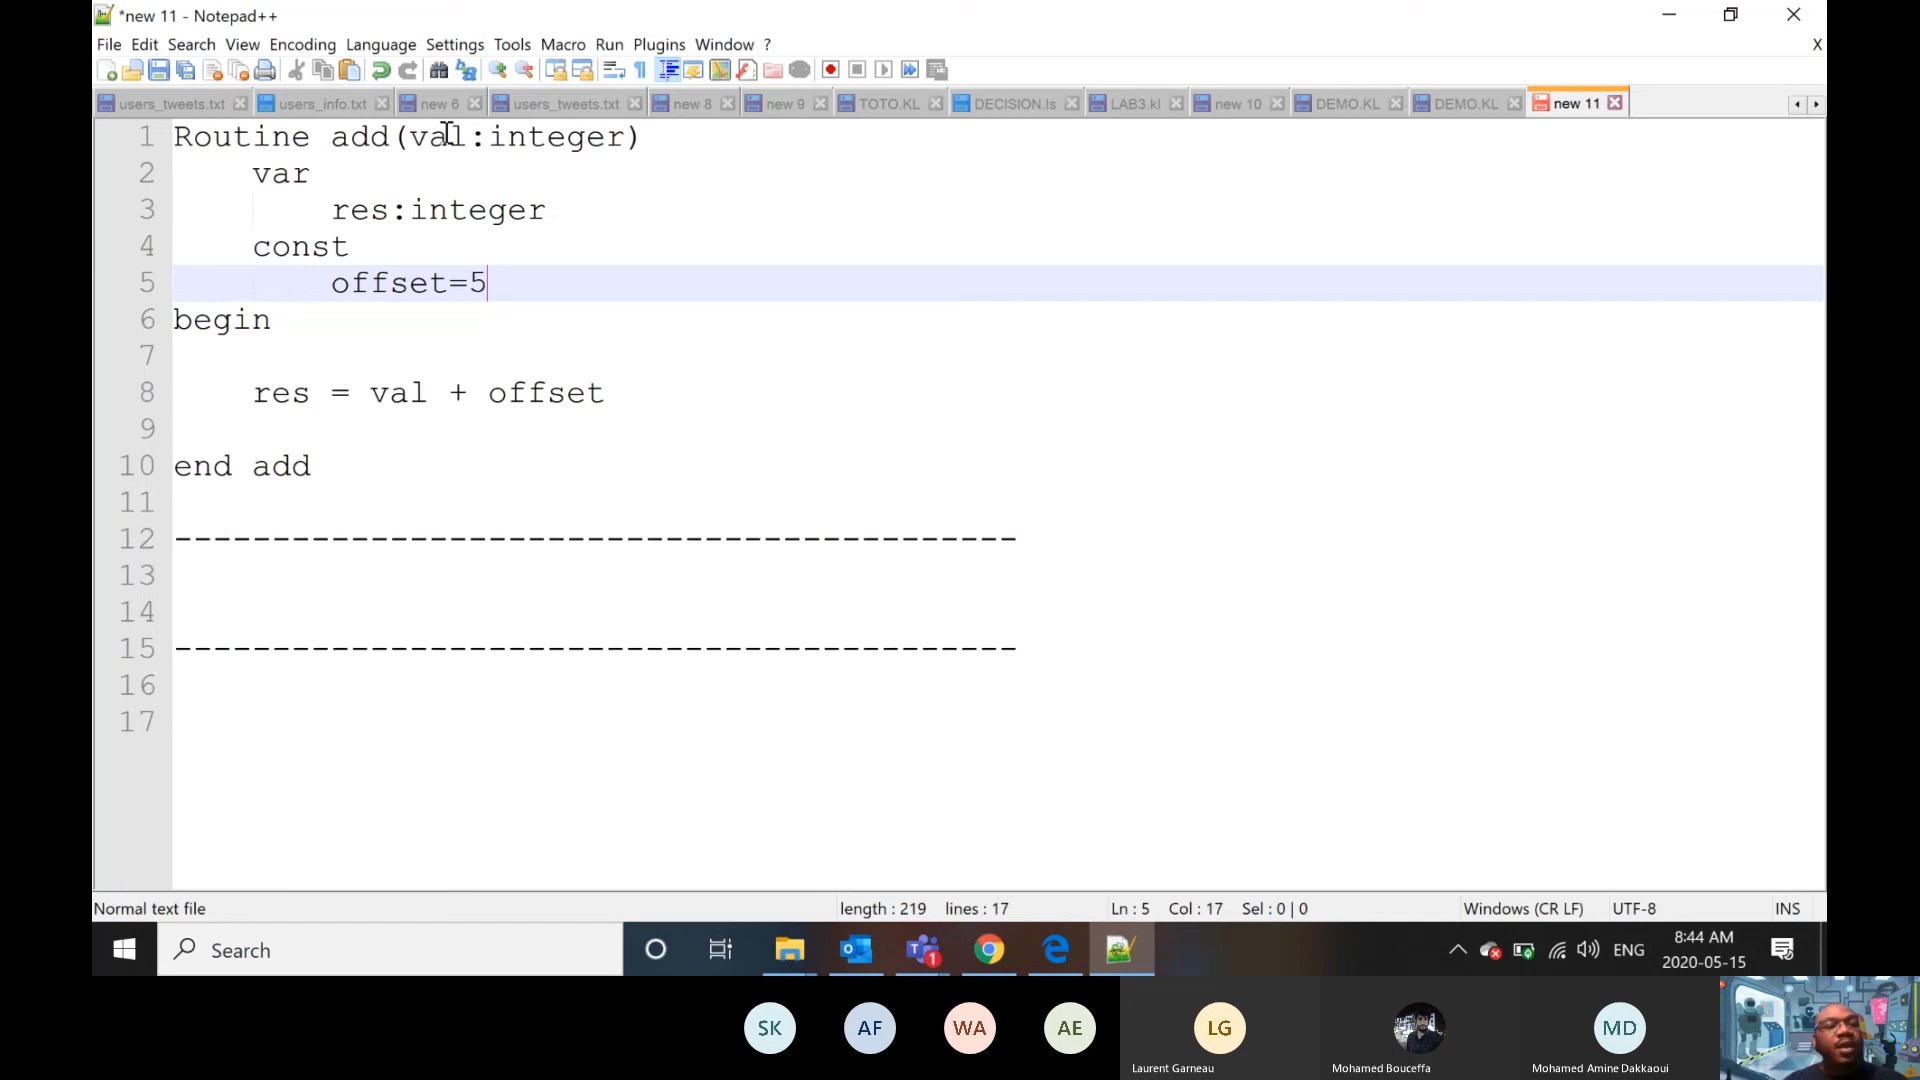 *new 11 - Notepad++
File Edit Search View Encoding Language Settings Tools Macro Run Plugins Window ? X
users_tweets.txt users_info.txt new 6 users_tweets.txt new 8 new 9 TOTO.KL DECISION.ls LAB3.kl new 10 DEMO.KL DEMO.KL new 11
1 Routine add(val:integer)
2 var
3 res:integer
4 const
5 offset=5
6 begin
7
8 res = val + offset
9
10 end add
11
12 -------------------------------------------
13
14
15 -------------------------------------------
16
17
Normal text file length : 219 lines : 17 Ln : 5 Col : 17 Sel : 0 | 0 Windows (CR LF) UTF-8 INS
Search 1 ENG 8:44 AM
2020-05-15
SK AF WA AE LG MD
Laurent Garneau Mohamed Bouceffa Mohamed Amine Dakkaoui